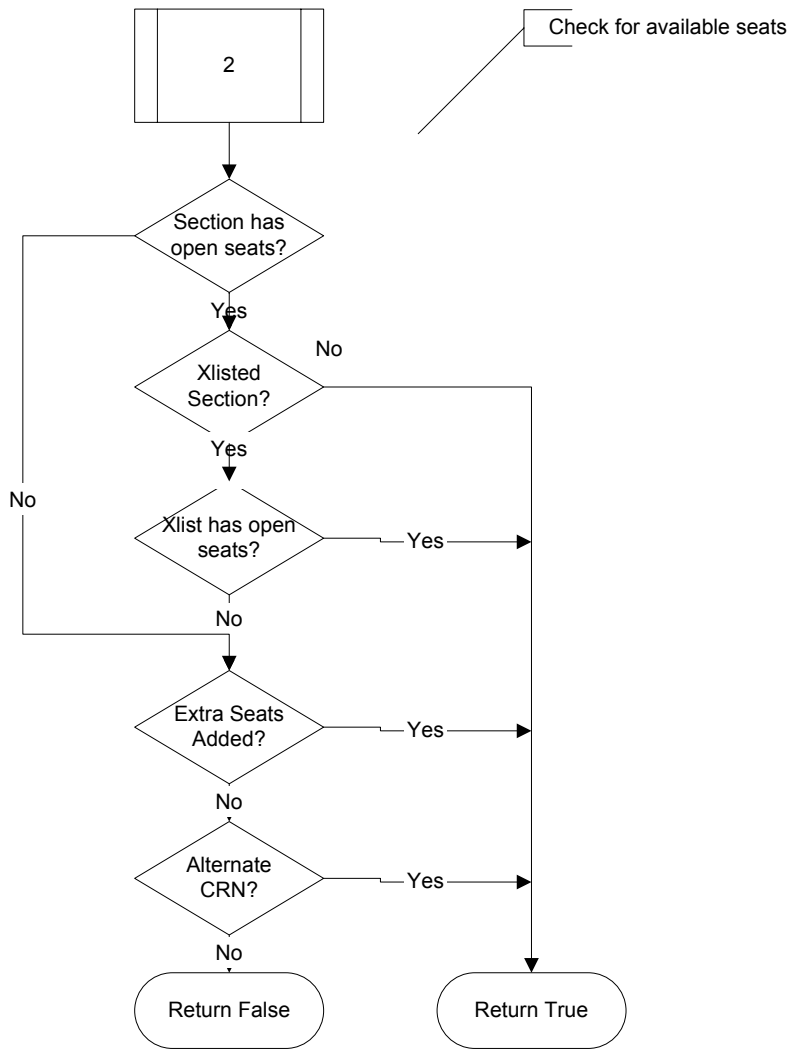 2
Check for available seats
Section has
open seats?
Yes
No
Xlisted
Section?
Yes
No
Xlist has open
seats?
Yes
No
Extra Seats
Added?
Yes
No
Alternate
CRN?
Yes
No
Return False
Return True